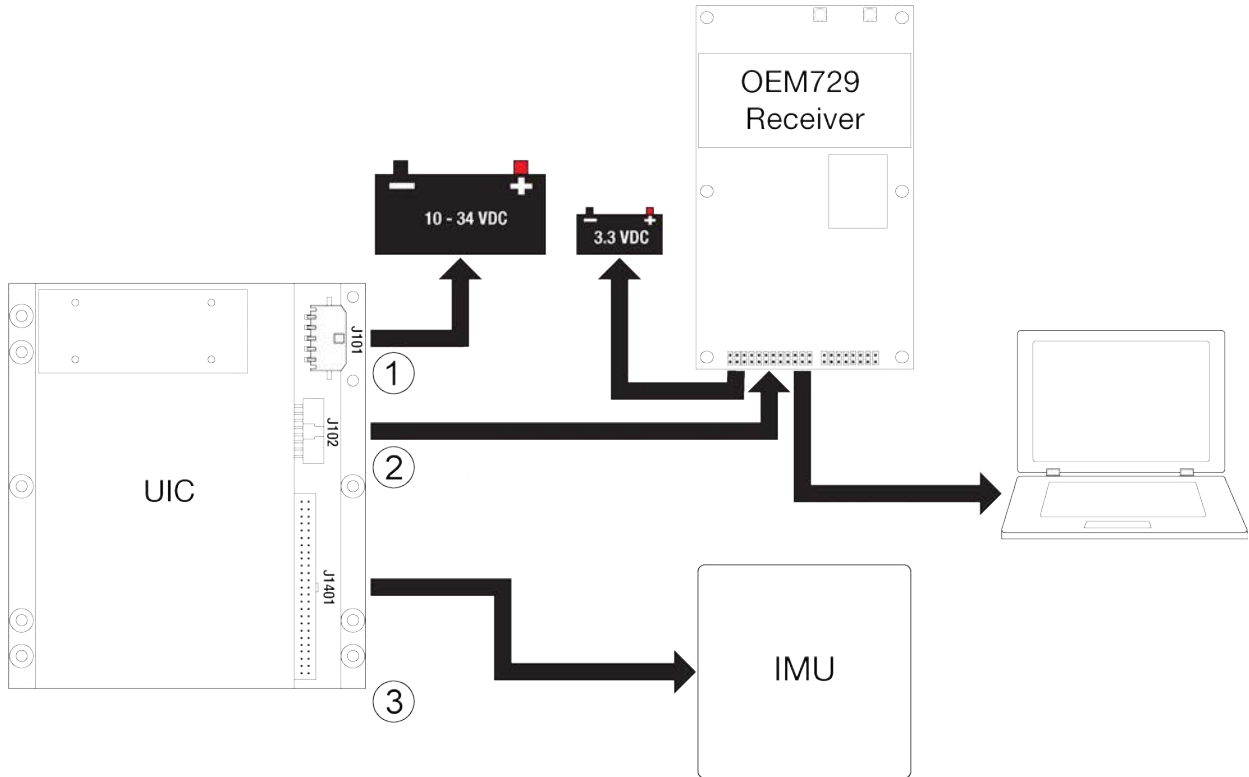 OEM729
Receiver
10 - 34 VDC
3.3 VDC
J101
1
J102
2
UIC
J1401
3
IMU